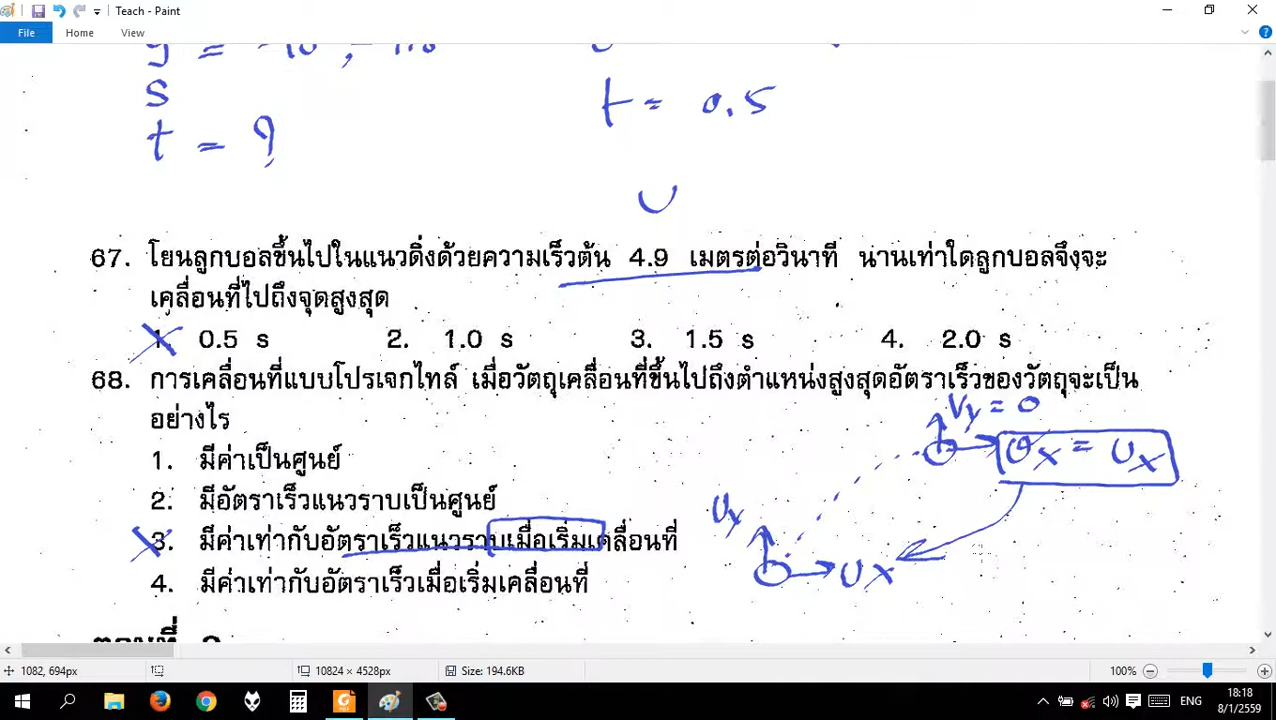 Teach - Paint
File Home View
S
t = 0.5
t = ?
u
67. โยนลูกบอลขึ้นไปในแนวดิ่งด้วยความเร็วต้น 4.9 เมตรต่อวินาที นานเท่าใดลูกบอลจึงจะ
เคลื่อนที่ไปถึงจุดสูงสุด
1. 0.5 s 2. 1.0 s 3. 1.5 s 4. 2.0 s
68. การเคลื่อนที่แบบโปรเจกไทล์ เมื่อวัตถุเคลื่อนที่ขึ้นไปถึงตำแหน่งสูงสุดอัตราเร็วของวัตถุจะเป็น
อย่างไร
Vy = 0
1. มีค่าเป็นศูนย์
2. มีอัตราเร็วแนวราบเป็นศูนย์
3. มีค่าเท่ากับอัตราเร็วแนวราบเมื่อเริ่มเคลื่อนที่
4. มีค่าเท่ากับอัตราเร็วเมื่อเริ่มเคลื่อนที่
= Ux
Uy
Ux
1082, 694px 10824 × 4528px Size: 194.6KB 100%
ENG 18:18
8/1/2559